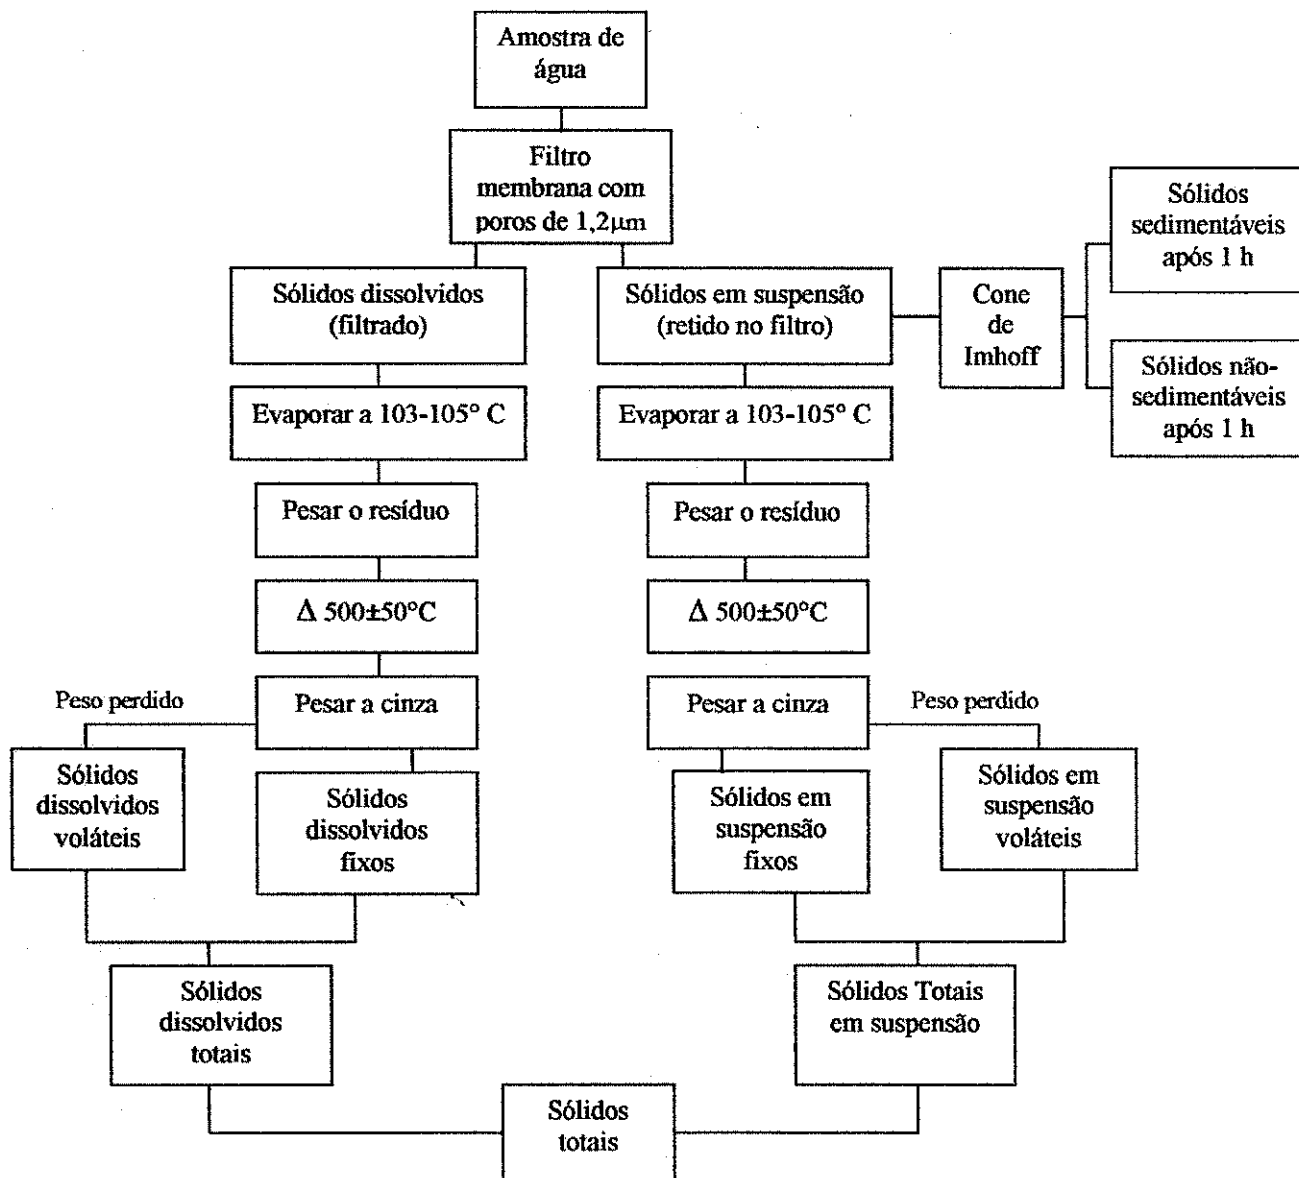 Amostra de
água
Filtro
membrana com
poros de 1,2µm
Sólidos
sedimentáveis
após 1 h
Sólidos dissolvidos
(filtrado)
Sólidos em suspensão
(retido no filtro)
Cone
de
Imhoff
Sólidos não-
sedimentáveis
após 1 h
Evaporar a 103-105° C
Evaporar a 103-105° C
Pesar o resíduo
Pesar o resíduo
Δ 500±50°C
Δ 500±50°C
Peso perdido
Pesar a cinza
Pesar a cinza
Peso perdido
Sólidos
dissolvidos
voláteis
Sólidos
dissolvidos
fixos
Sólidos em
suspensão
fixos
Sólidos em
suspensão
voláteis
Sólidos
dissolvidos
totais
Sólidos Totais
em suspensão
Sólidos
totais